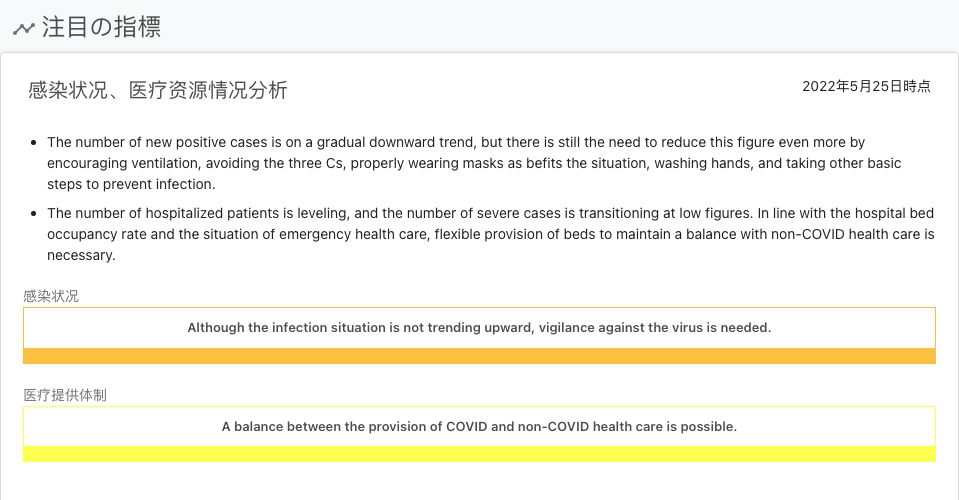 注目の指標
感染状况、医疗资源情况分析
2022年5月25日時点
The number of new positive cases is on a gradual downward trend, but there is still the need to reduce this figure even more by
encouraging ventilation, avoiding the three Cs, properly wearing masks as befits the situation, washing hands, and taking other basic
steps to prevent infection.
The number of hospitalized patients is leveling, and the number of severe cases is transitioning at low figures. In line with the hospital bed
occupancy rate and the situation of emergency health care, flexible provision of beds to maintain a balance with non-COVID health care is
necessary.
感染状况
Although the infection situation is not trending upward, vigilance against the virus is needed.
医疗提供体制
A balance between the provision of COVID and non-COVID health care is possible.